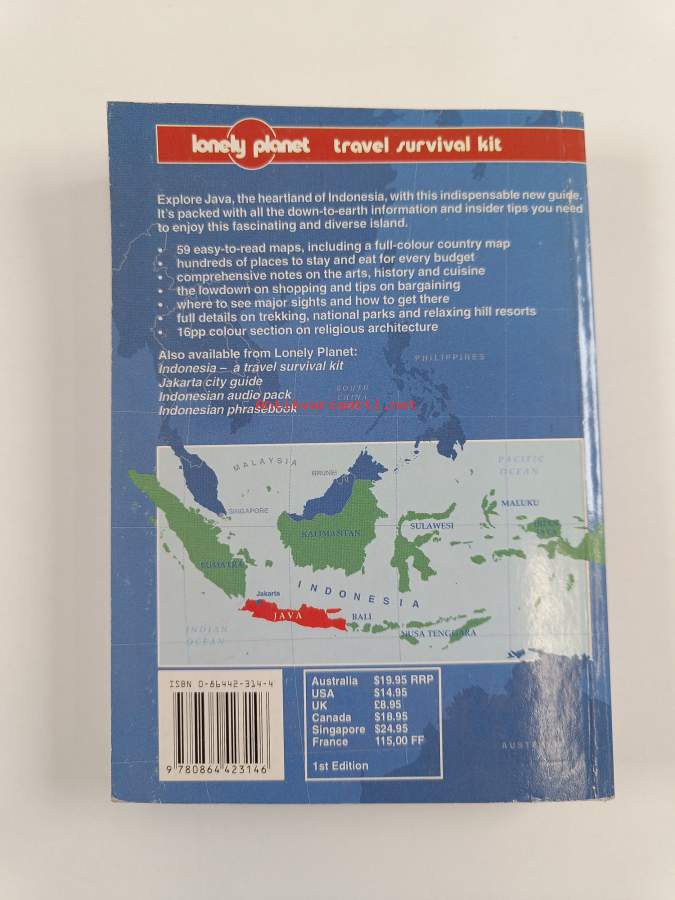 lonely planet travel survival kit
Explore Java, the heartland of Indonesia, with this indispensable new guide.
It's packed with all the down-to-earth information and insider tips you need
to enjoy this fascinating and diverse island.
• 59 easy-to-read maps, including a full-colour country map
• hundreds of places to stay and eat for every budget
• comprehensive notes on the arts, history and cuisine
• the lowdown on shopping and tips on bargaining
• where to see major sights and how to get there
• full details on trekking, national parks and relaxing hill resorts
• 16pp colour section on religious architecture
Also available from Lonely Planet:
Indonesia – a travel survival kit
Jakarta city guide
Indonesian audio pack
Indonesian phrasebook
PHILIPPINES
SOUTH
CHINA
Antikvariaatti.net
MALAYSIA
BRUNEI
PACIFIC
OCEAN
SINGAPORE
MALUKU
KALIMANTAN
SULAWESI
IRIAN
JAYA
SUMATRA
INDONESIA
Jakarta
JAVA
BALI
NUSA TENGGARA
INDIAN
OCEAN
ISBN 0-86442-314-4
9 780864 423146
Australia $19.95 RRP
USA $14.95
UK £8.95
Canada $18.95
Singapore $24.95
France 115,00 FF
1st Edition